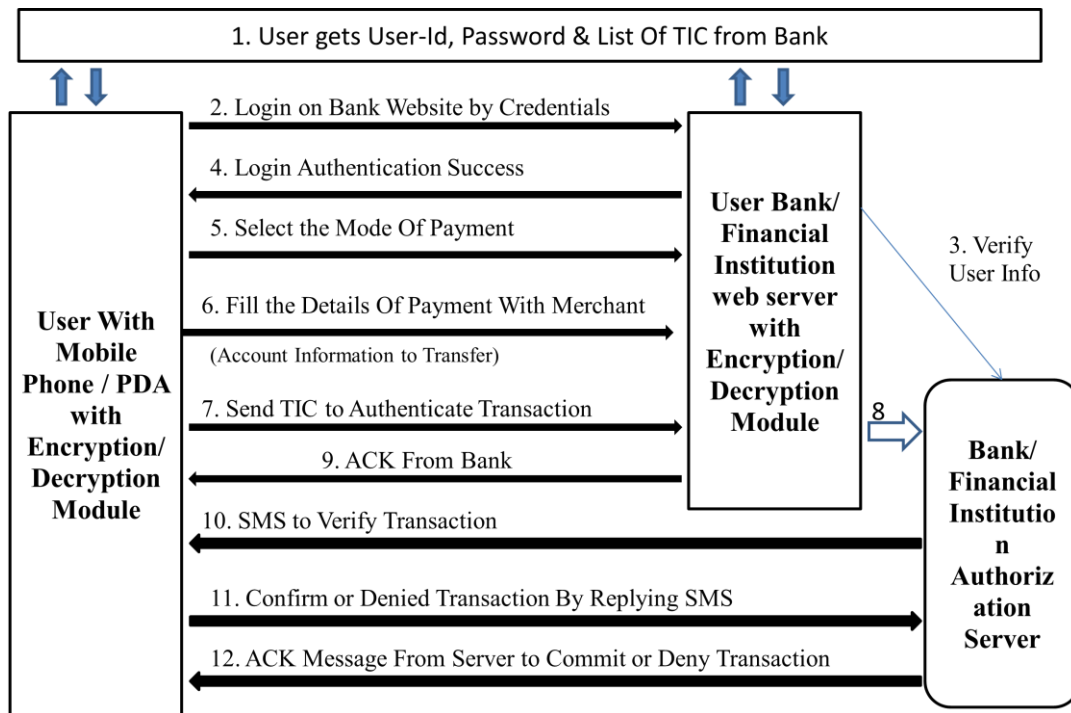 1. User gets User-Id, Password & List Of TIC from Bank
2. Login on Bank Website by Credentials
4. Login Authentication Success
5. Select the Mode Of Payment
6. Fill the Details Of Payment With Merchant
(Account Information to Transfer)
7. Send TIC to Authenticate Transaction
9. ACK From Bank
10. SMS to Verify Transaction
11. Confirm or Denied Transaction By Replying SMS
12. ACK Message From Server to Commit or Deny Transaction
User With
Mobile
Phone / PDA
with
Encryption/
Decryption
Module
User Bank/
Financial
Institution
web server
with
Encryption/
Decryption
Module
3. Verify
User Info
8
Bank/
Financial
Institutio
n
Authoriz
ation
Server